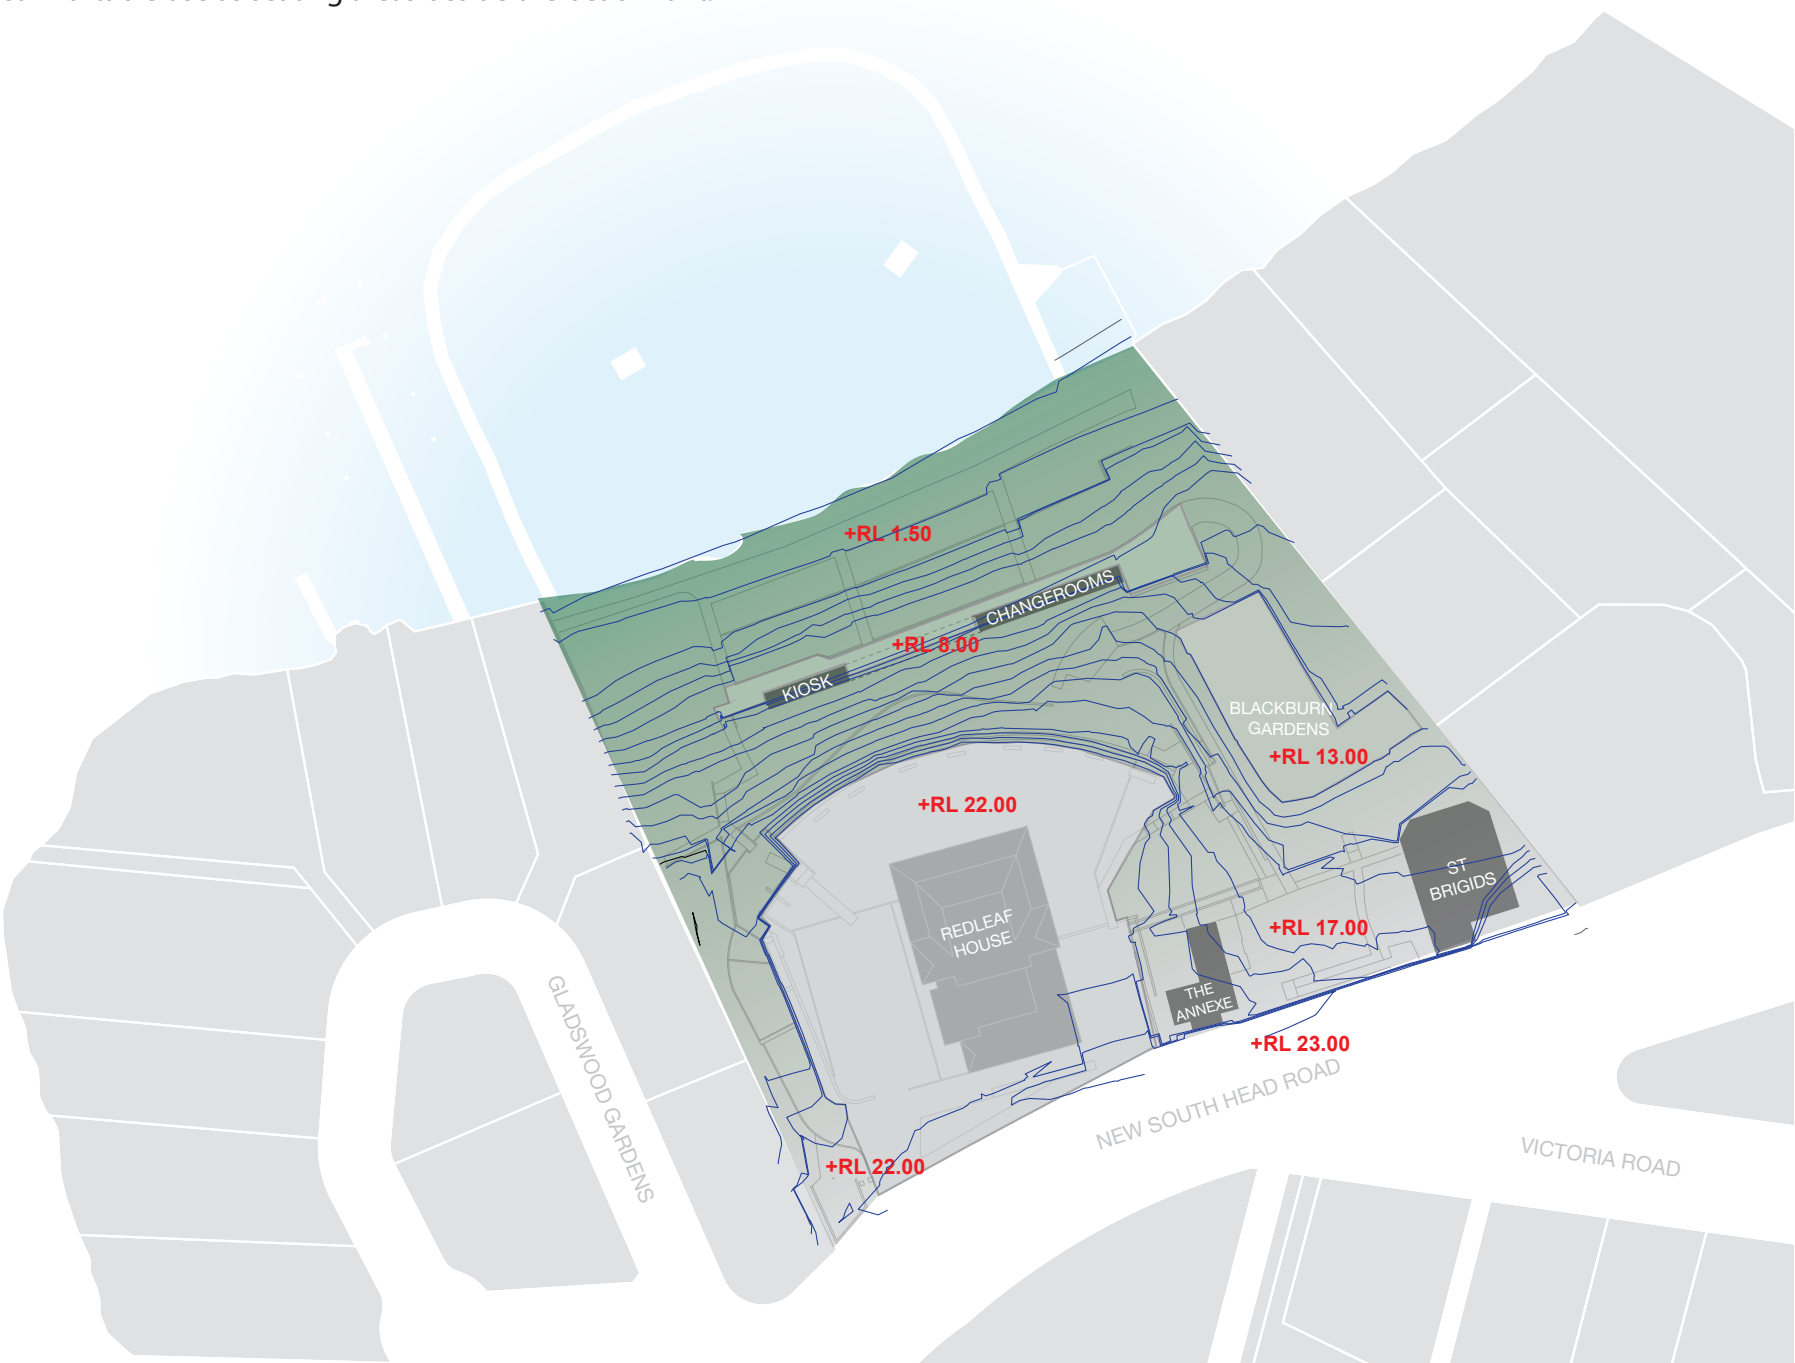 +RL 1.50
CHANGEROOMS
+RL 8.00
KIOSK
BLACKBURN
GARDENS
+RL 13.00
+RL 22.00
ST
BRIGIDS
REDLEAF
HOUSE
+RL 17.00
THE
ANNEXE
+RL 23.00
GLADSWOOD GARDENS
NEW SOUTH HEAD ROAD
VICTORIA ROAD
+RL 22.00